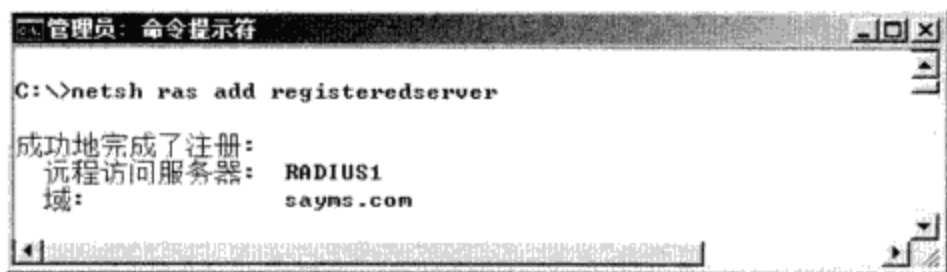 管理员: 命令提示符
C:\>netsh ras add registeredserver
成功地完成了注册:
远程访问服务器: RADIUS1
域: sayms.com